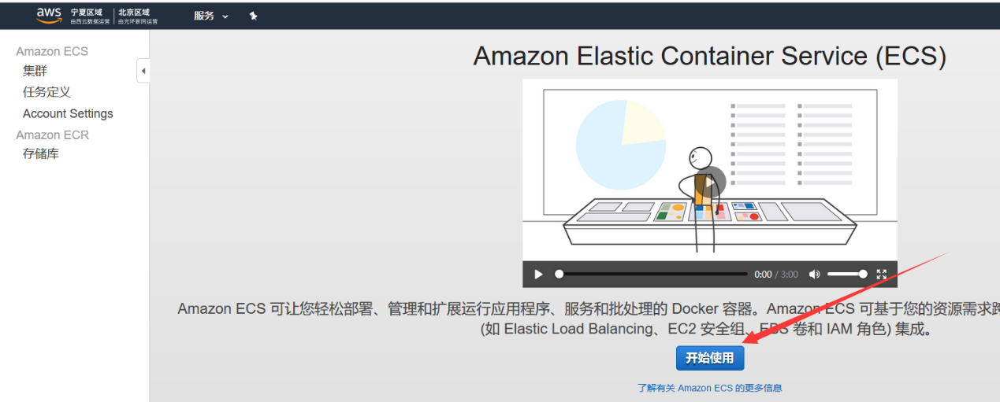 aws 宁夏区域 北京区域 服务
由西云数据运营 由光环新网运营
Amazon ECS
集群
任务定义
Account Settings
Amazon ECR
存储库
Amazon Elastic Container Service (ECS)
0:00 / 3:00
Amazon ECS 可让您轻松部署、管理和扩展运行应用程序、服务和批处理的 Docker 容器。Amazon ECS 可基于您的资源需求跨
(如 Elastic Load Balancing、EC2 安全组、EBS 卷和 IAM 角色) 集成。
开始使用
了解有关 Amazon ECS 的更多信息